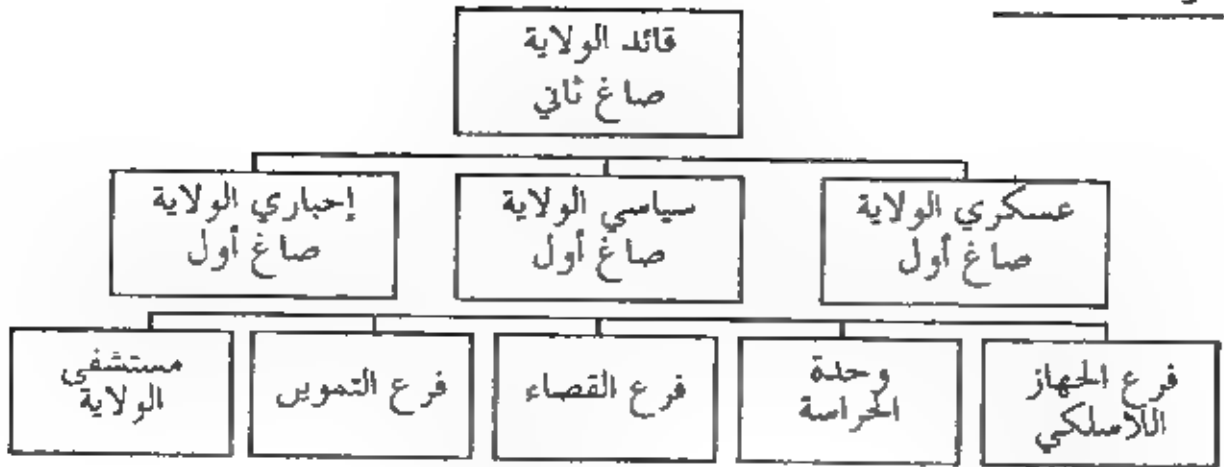 قائد الولاية
صاغ ثاني
عسكري الولاية
صاغ أول
سياسي الولاية
صاغ أول
إخباري الولاية
صاغ أول
فرع الجهاز
اللاسلكي
وحدة
الحراسة
فرع القضاء
فرع التموين
مستشفى
الولاية